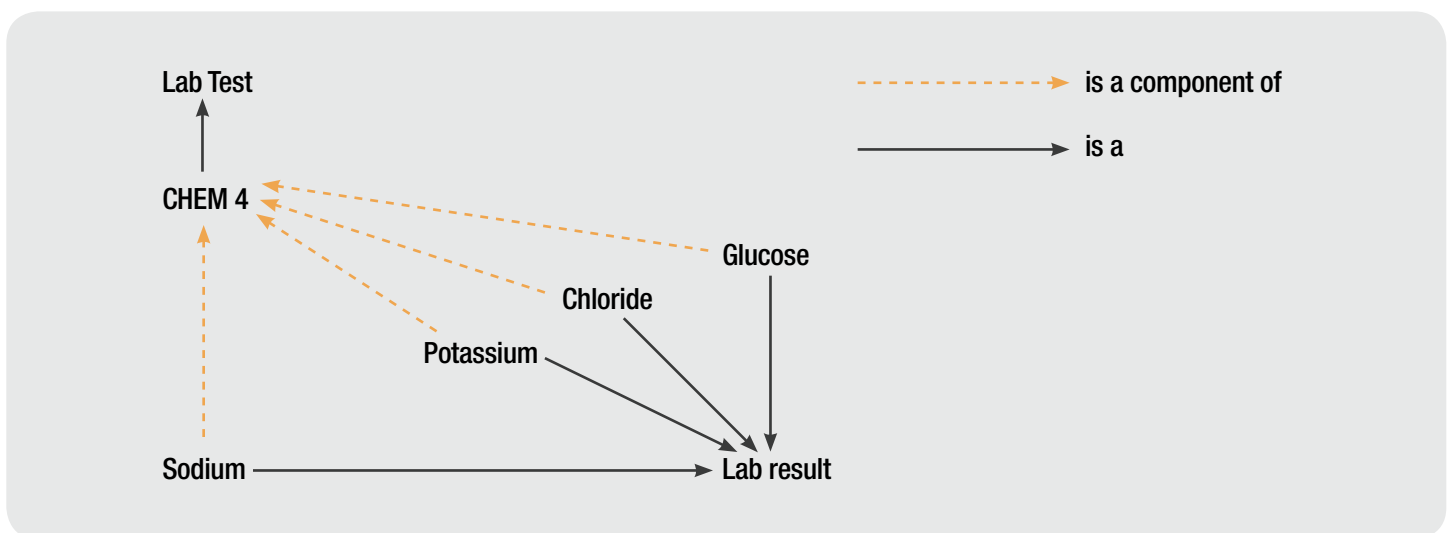 Lab Test
is a component of
is a
CHEM 4
Glucose
Chloride
Potassium
Sodium
Lab result